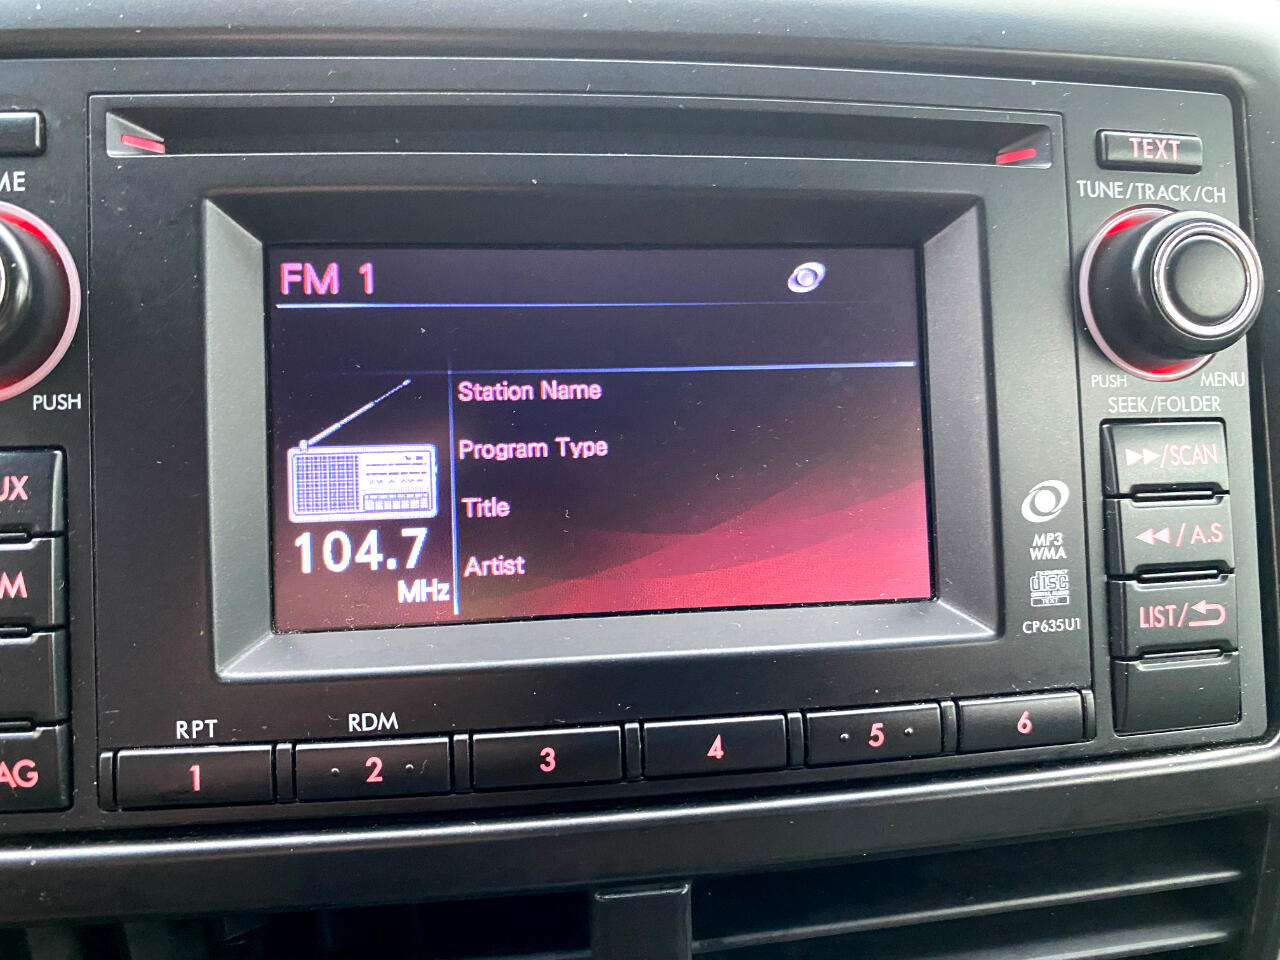 TEXT
ME
TUNE/TRACK/CH
PUSH
PUSH MENU
SEEK/FOLDER
FM 1
Station Name
Program Type
Title
Artist
104.7
MHz
UX
M
AG
▶▶/SCAN
◀◀/A.S
LIST/
MP3
WMA
COMPACT
disc
DIGITAL AUDIO
TEXT
CP635U1
RPT
RDM
1
2
3
4
5
6